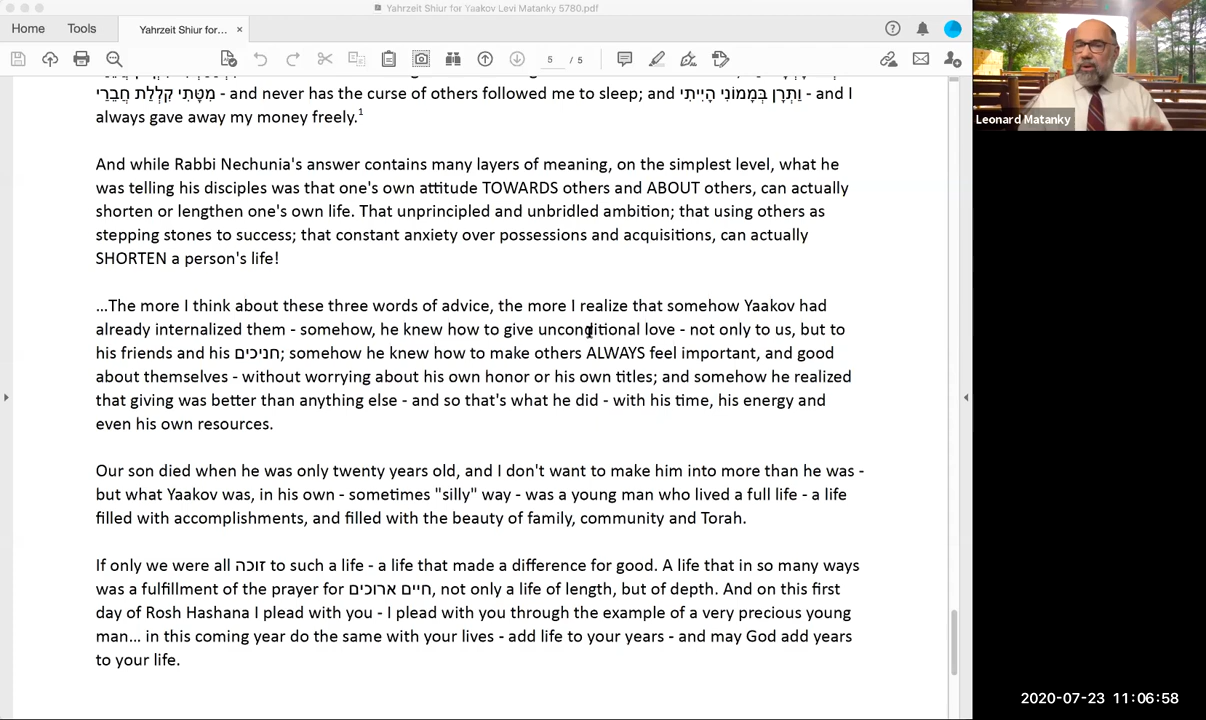 Yahrzeit Shiur for Yaakov Levi Matanky 5780.pdf
Home Tools Yahrzeit Shiur for... ×
5 / 5
מִטָּתִי קִלְלַת חֲבֵרַי - and never has the curse of others followed me to sleep; and וַתְּרָן בְּמָמוֹנִי הָיִיתִי - and I
always gave away my money freely.1
And while Rabbi Nechunia's answer contains many layers of meaning, on the simplest level, what he
was telling his disciples was that one's own attitude TOWARDS others and ABOUT others, can actually
shorten or lengthen one's own life. That unprincipled and unbridled ambition; that using others as
stepping stones to success; that constant anxiety over possessions and acquisitions, can actually
SHORTEN a person's life!
...The more I think about these three words of advice, the more I realize that somehow Yaakov had
already internalized them - somehow, he knew how to give unconditional love - not only to us, but to
his friends and his חניכים; somehow he knew how to make others ALWAYS feel important, and good
about themselves - without worrying about his own honor or his own titles; and somehow he realized
that giving was better than anything else - and so that's what he did - with his time, his energy and
even his own resources.
Our son died when he was only twenty years old, and I don't want to make him into more than he was -
but what Yaakov was, in his own - sometimes "silly" way - was a young man who lived a full life - a life
filled with accomplishments, and filled with the beauty of family, community and Torah.
If only we were all זוכה to such a life - a life that made a difference for good. A life that in so many ways
was a fulfillment of the prayer for חיים ארוכים, not only a life of length, but of depth. And on this first
day of Rosh Hashana I plead with you - I plead with you through the example of a very precious young
man... in this coming year do the same with your lives - add life to your years - and may God add years
to your life.
Leonard Matanky
2020-07-23 11:06:58